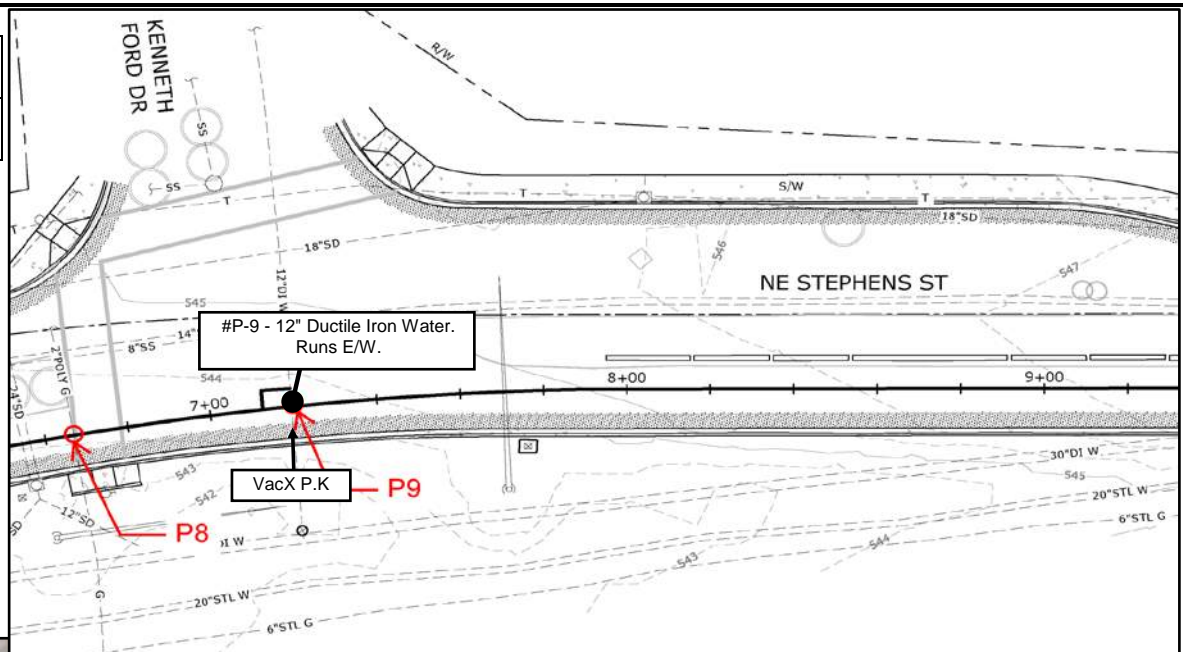 KENNETH
FORD DR
R/W
SS
SS
T
T
T
S/W
T
18"SD
18"SD
546
547
NE STEPHENS ST
12"DI W
545
14"
8"SS
#P-9 - 12" Ductile Iron Water.
Runs E/W.
2"POLY G
544
7+00
8+00
9+00
VacX P.K
P9
P8
543
542
12"SD
SD
30"DI W
545
20"STL W
6"STL G
544
543
20"STL W
6"STL G
G